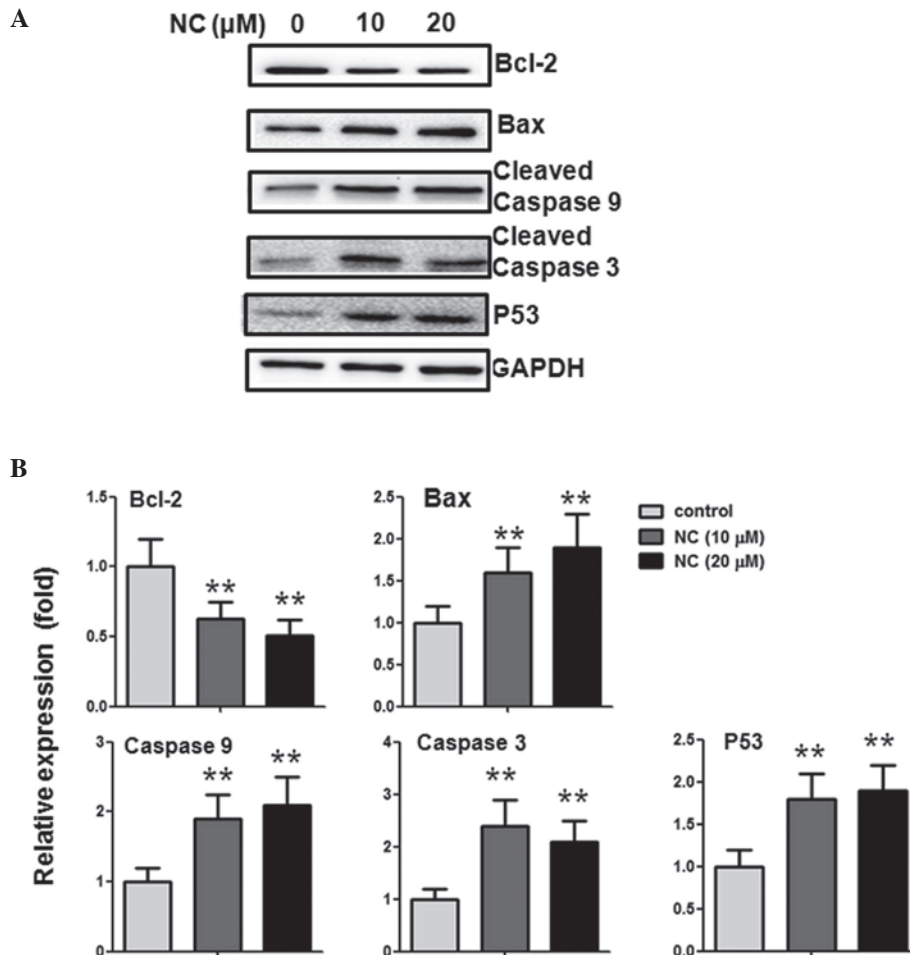 A
NC (µM) 0 10 20
Bcl-2
Bax
Cleaved
Caspase 9
Cleaved
Caspase 3
P53
GAPDH
B
Relative expression (fold)
Bcl-2
1.5
1.0
0.5
0.0
** **
Bax
2.5
2.0
1.5
1.0
0.5
0.0
** **
control
NC (10 µM)
NC (20 µM)
Caspase 9
3
2
1
0
** **
Caspase 3
4
3
2
1
0
** **
P53
2.5
2.0
1.5
1.0
0.5
0.0
** **